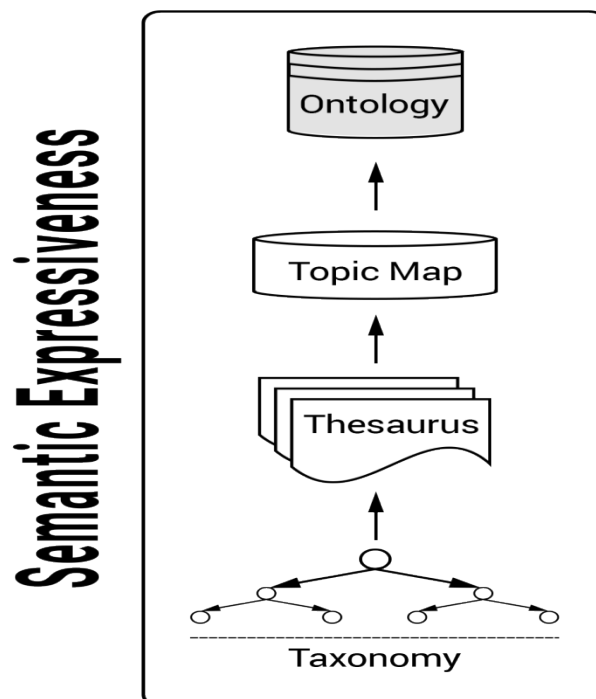 Semantic Expressiveness
Ontology
Topic Map
Thesaurus
Taxonomy